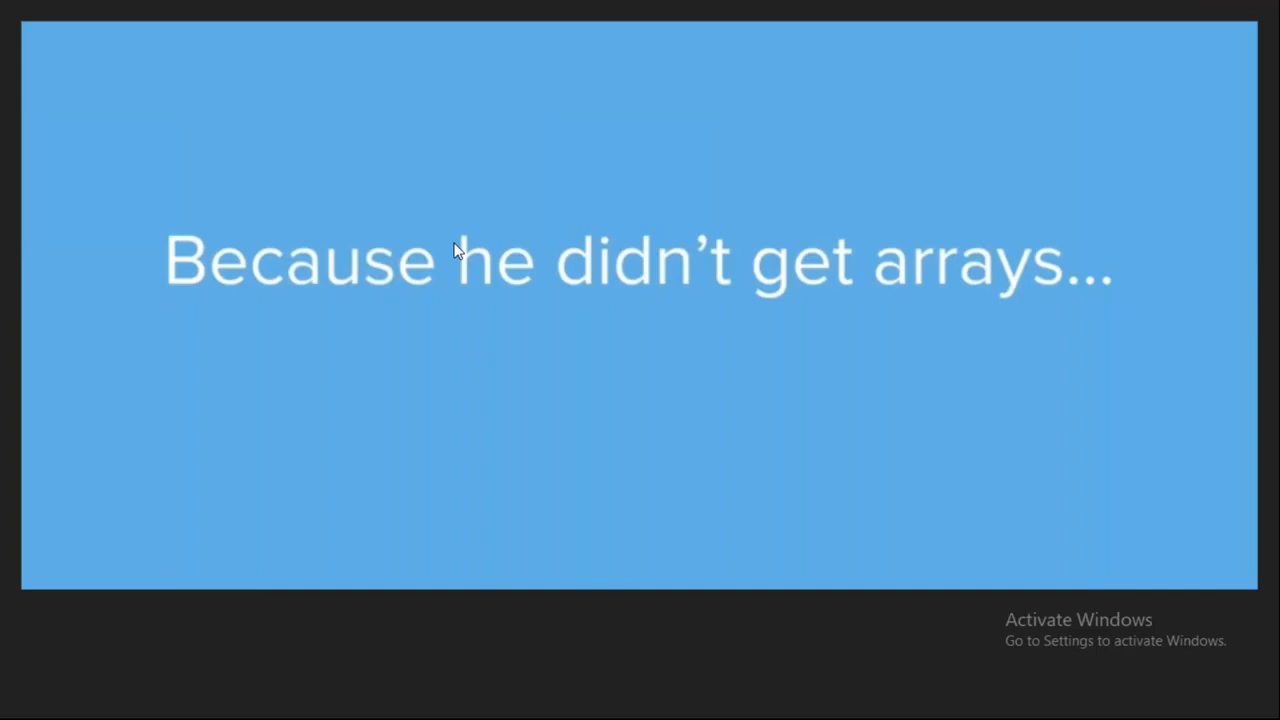 Because he didn’t get arrays...
Activate Windows
Go to Settings to activate Windows.